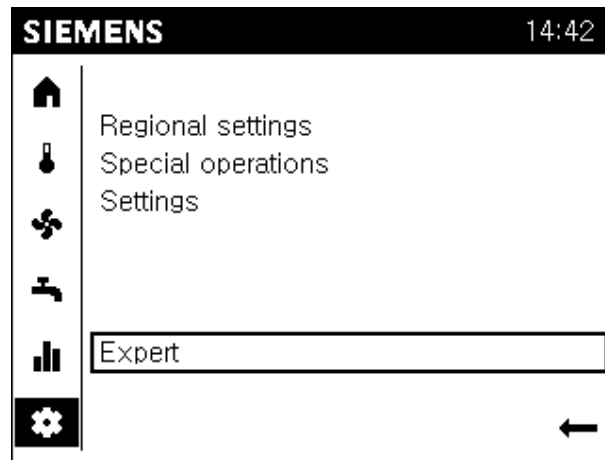 SIEMENS 14:42
Regional settings
Special operations
Settings
Expert